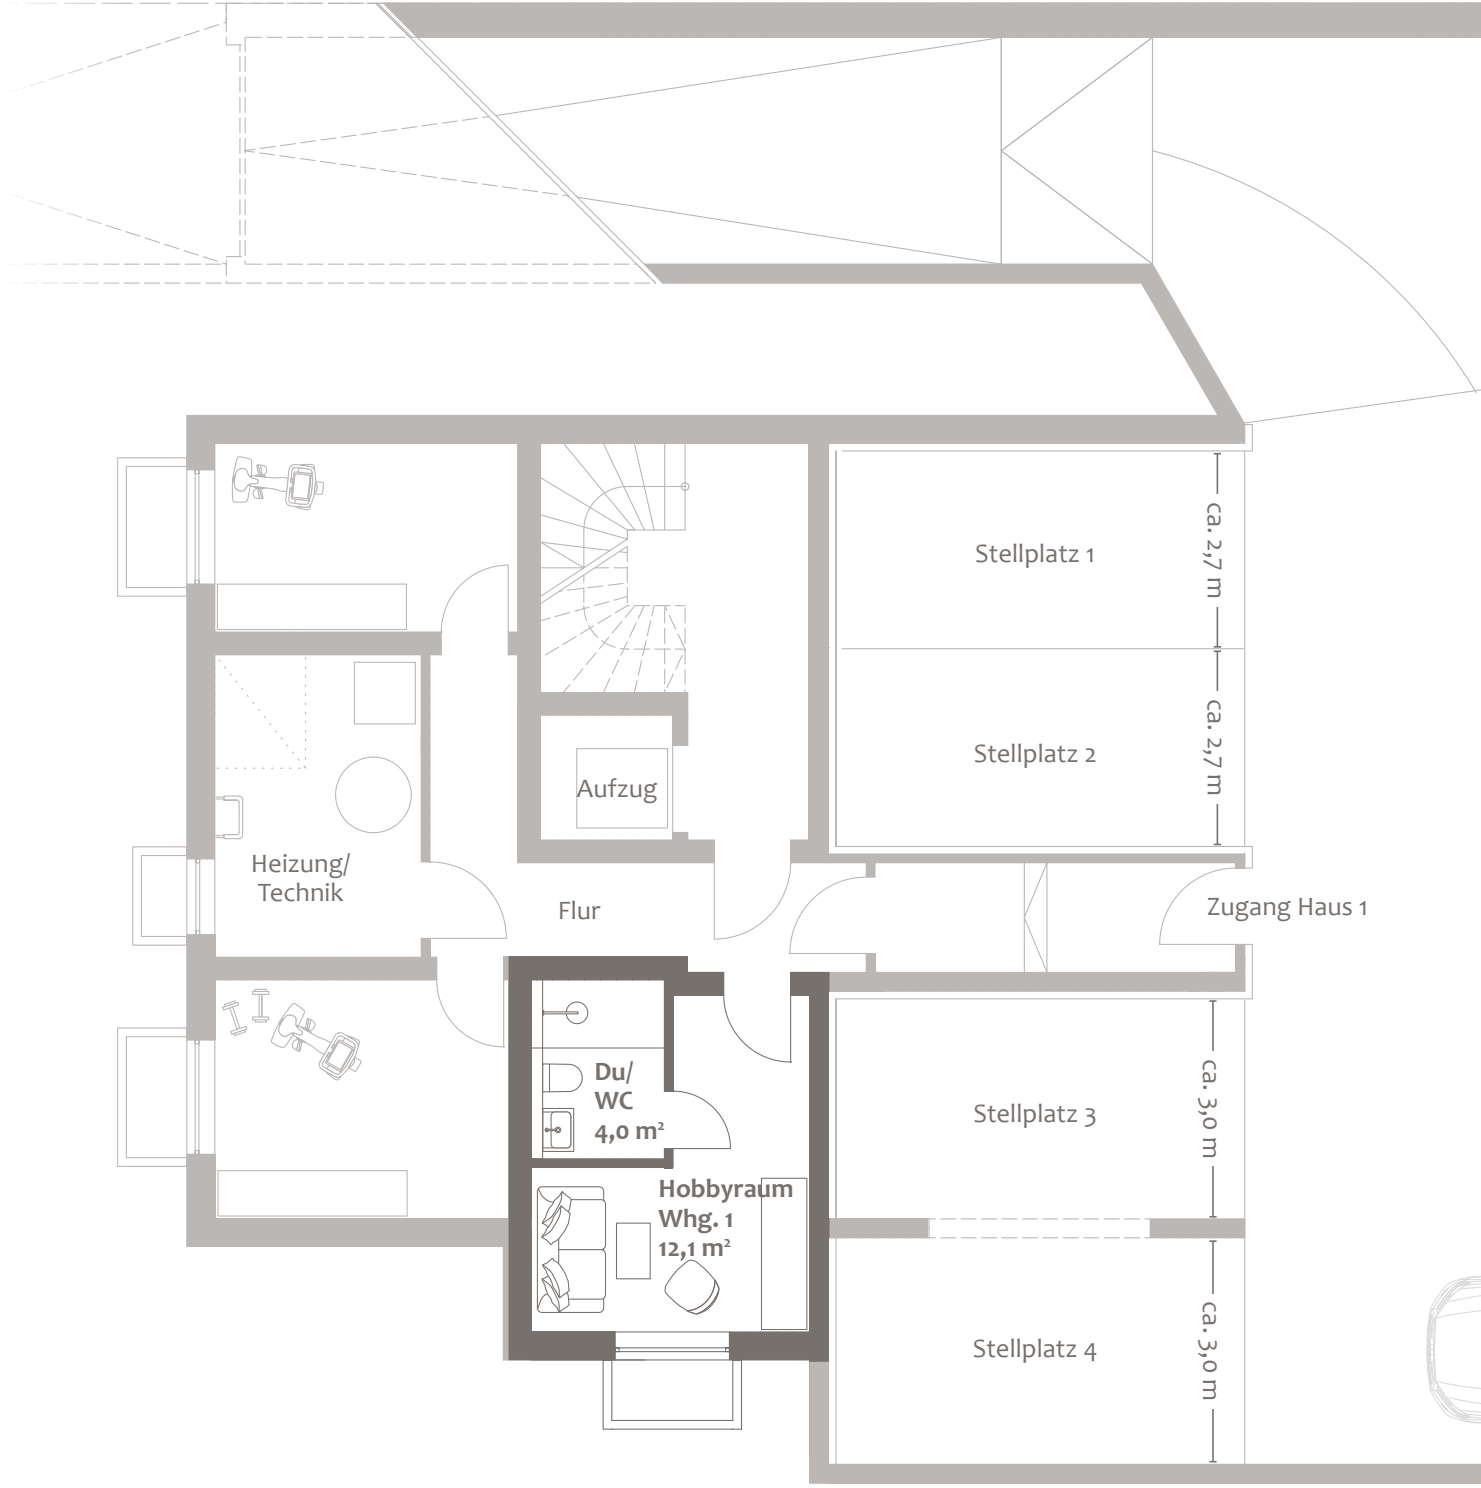 ca. 2,7 m
Stellplatz 1
ca. 2,7 m
Stellplatz 2
Aufzug
Heizung/
Technik
Flur
Zugang Haus 1
Du/
WC
4,0 m²
ca. 3,0 m
Stellplatz 3
Hobbyraum
Whg. 1
12,1 m²
ca. 3,0 m
Stellplatz 4